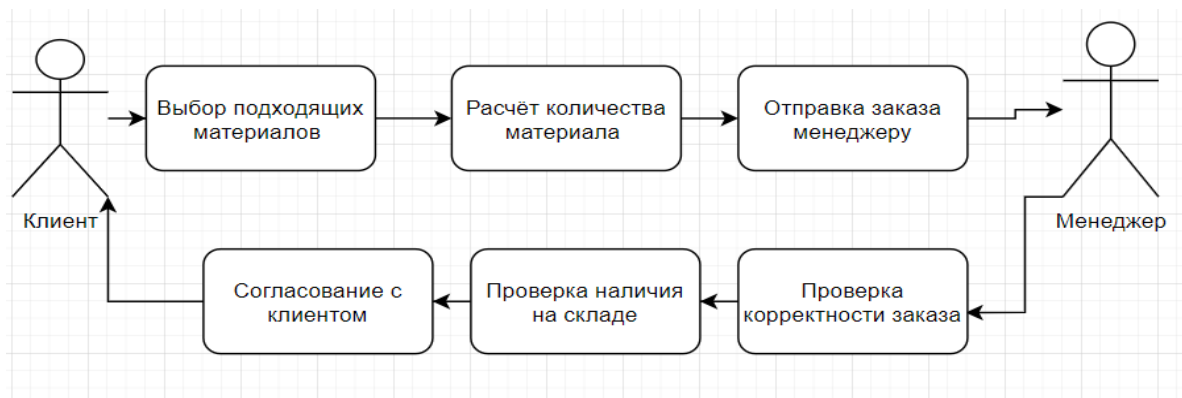 Выбор подходящих
материалов
Расчёт количества
материала
Отправка заказа
менеджеру
Клиент
Менеджер
Согласование с
клиентом
Проверка наличия
на складе
Проверка
корректности заказа